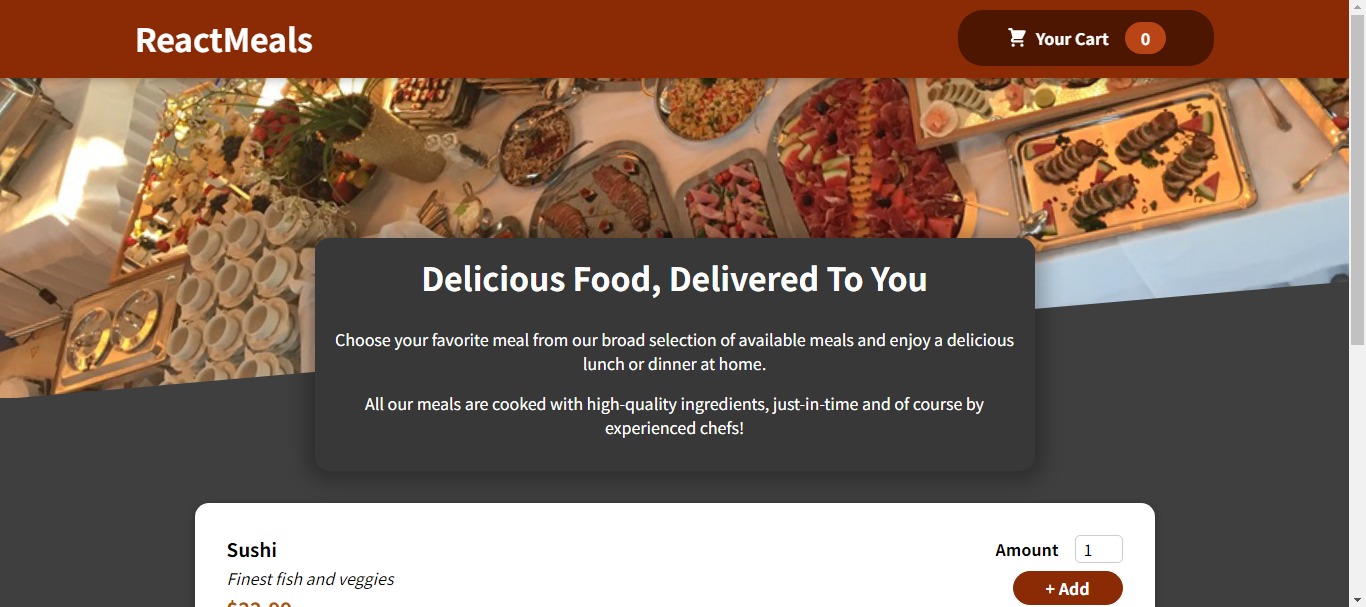 ReactMeals
Your Cart 0
Delicious Food, Delivered To You
Choose your favorite meal from our broad selection of available meals and enjoy a delicious
lunch or dinner at home.
All our meals are cooked with high-quality ingredients, just-in-time and of course by
experienced chefs!
Sushi
Amount 1
Finest fish and veggies
+ Add